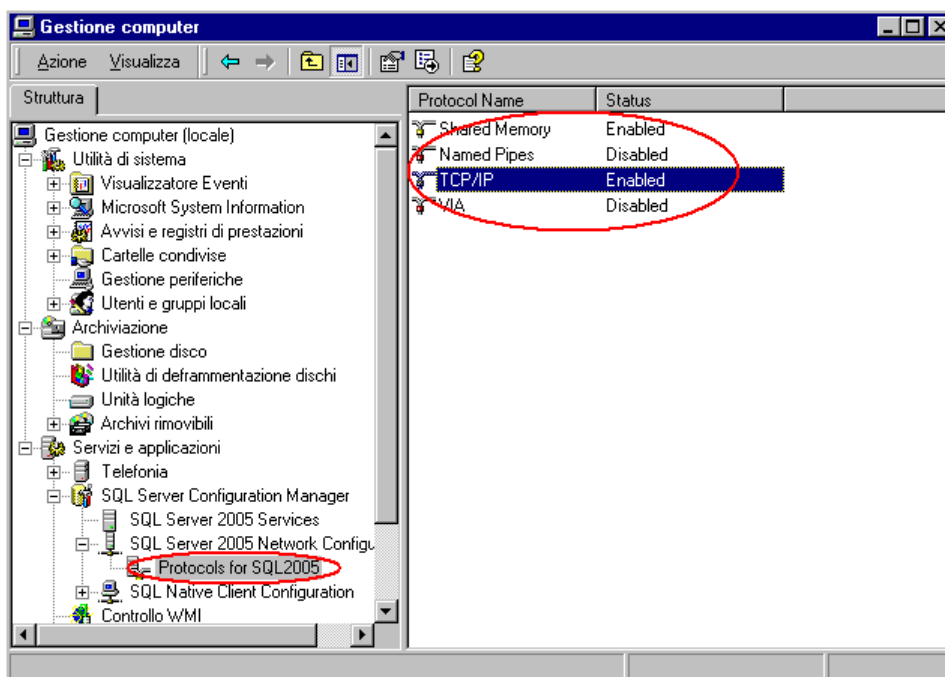 Gestione computer
Azione Visualizza
Struttura
Gestione computer (locale)
Utilità di sistema
Visualizzatore Eventi
Microsoft System Information
Avvisi e registri di prestazioni
Cartelle condivise
Gestione periferiche
Utenti e gruppi locali
Archiviazione
Gestione disco
Utilità di deframmentazione dischi
Unità logiche
Archivi rimovibili
Servizi e applicazioni
Telefonia
SQL Server Configuration Manager
SQL Server 2005 Services
SQL Server 2005 Network Configu
Protocols for SQL2005
SQL Native Client Configuration
Controllo WMI
Protocol Name Status
Shared Memory Enabled
Named Pipes Disabled
TCP/IP Enabled
VIA Disabled